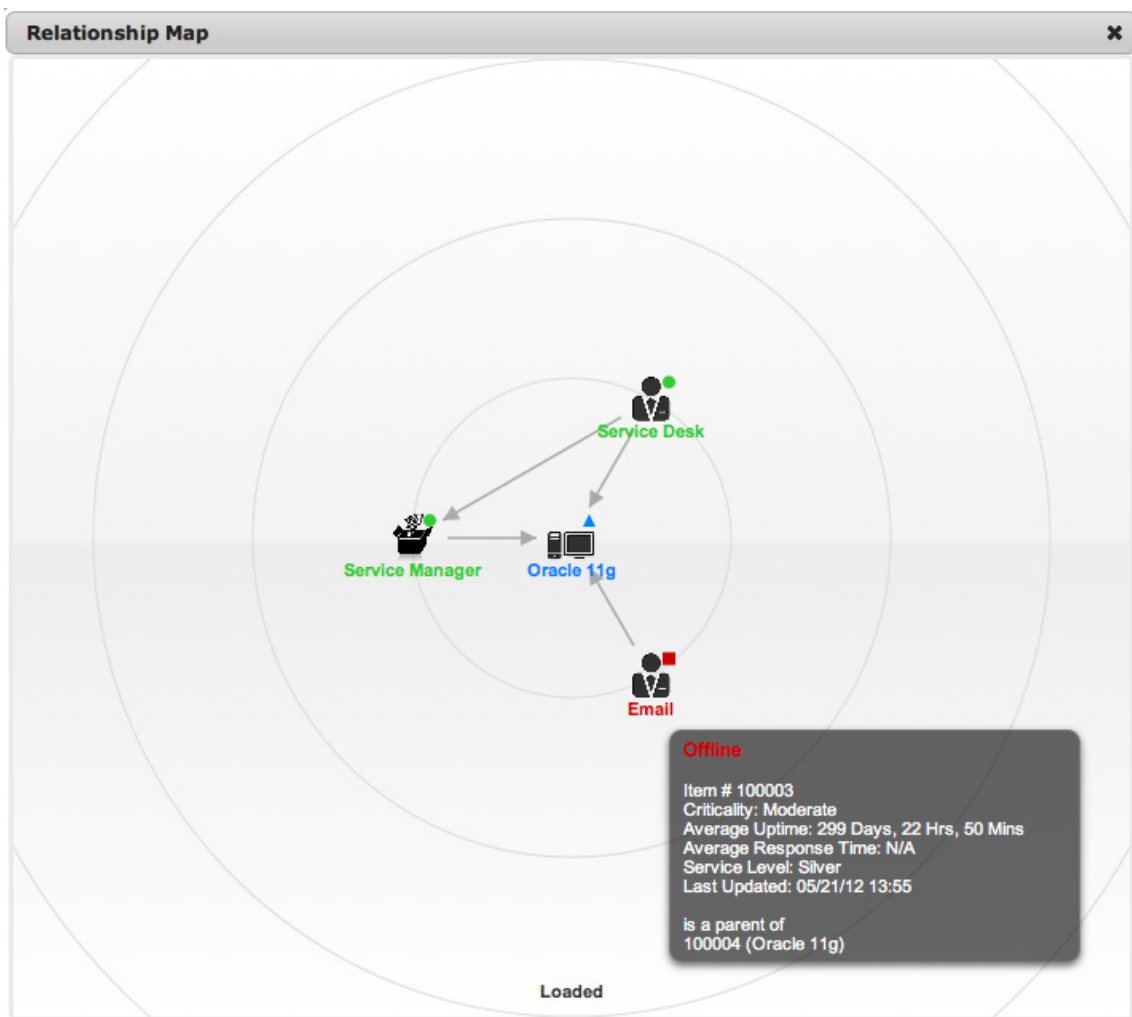 Relationship Map
Service Desk
Service Manager
Oracle 11g
Email
Offline
Item # 100003
Criticality: Moderate
Average Uptime: 299 Days, 22 Hrs, 50 Mins
Average Response Time: N/A
Service Level: Silver
Last Updated: 05/21/12 13:55
is a parent of
100004 (Oracle 11g)
Loaded